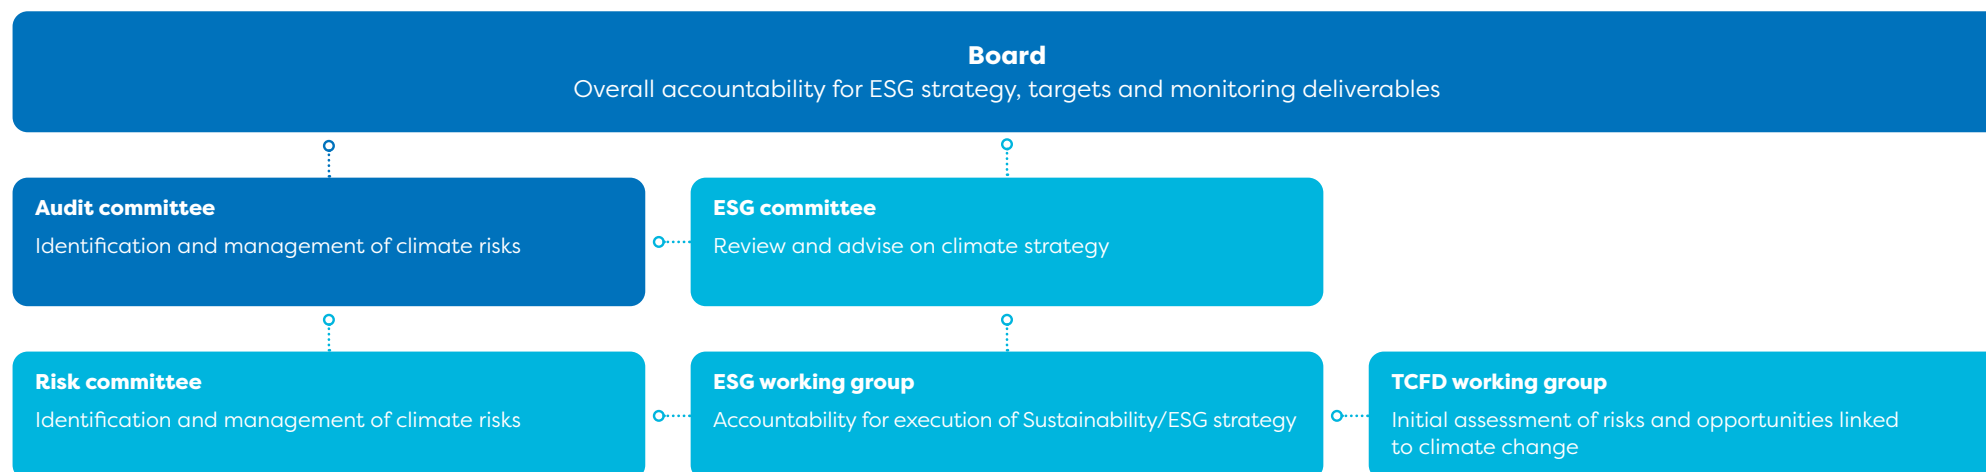 Board
Overall accountability for ESG strategy, targets and monitoring deliverables
Audit committee
Identification and management of climate risks
ESG committee
Review and advise on climate strategy
Risk committee
Identification and management of climate risks
ESG working group
Accountability for execution of Sustainability/ESG strategy
TCFD working group
Initial assessment of risks and opportunities linked
to climate change